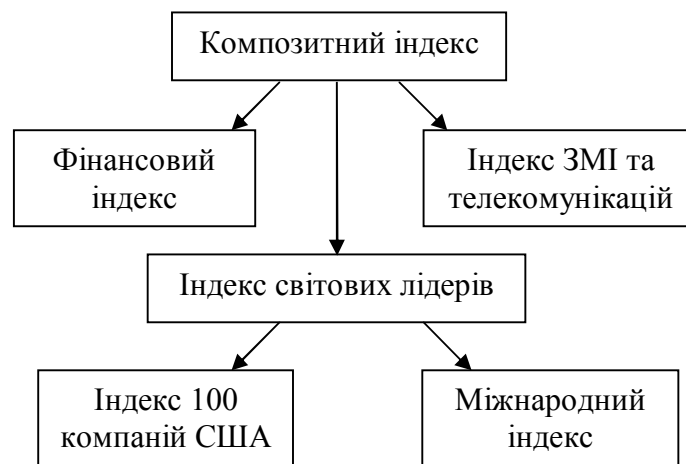 Композитний індекс
Фінансовий
індекс
Індекс ЗМІ та
телекомунікацій
Індекс світових лідерів
Індекс 100
компаній США
Міжнародний
індекс